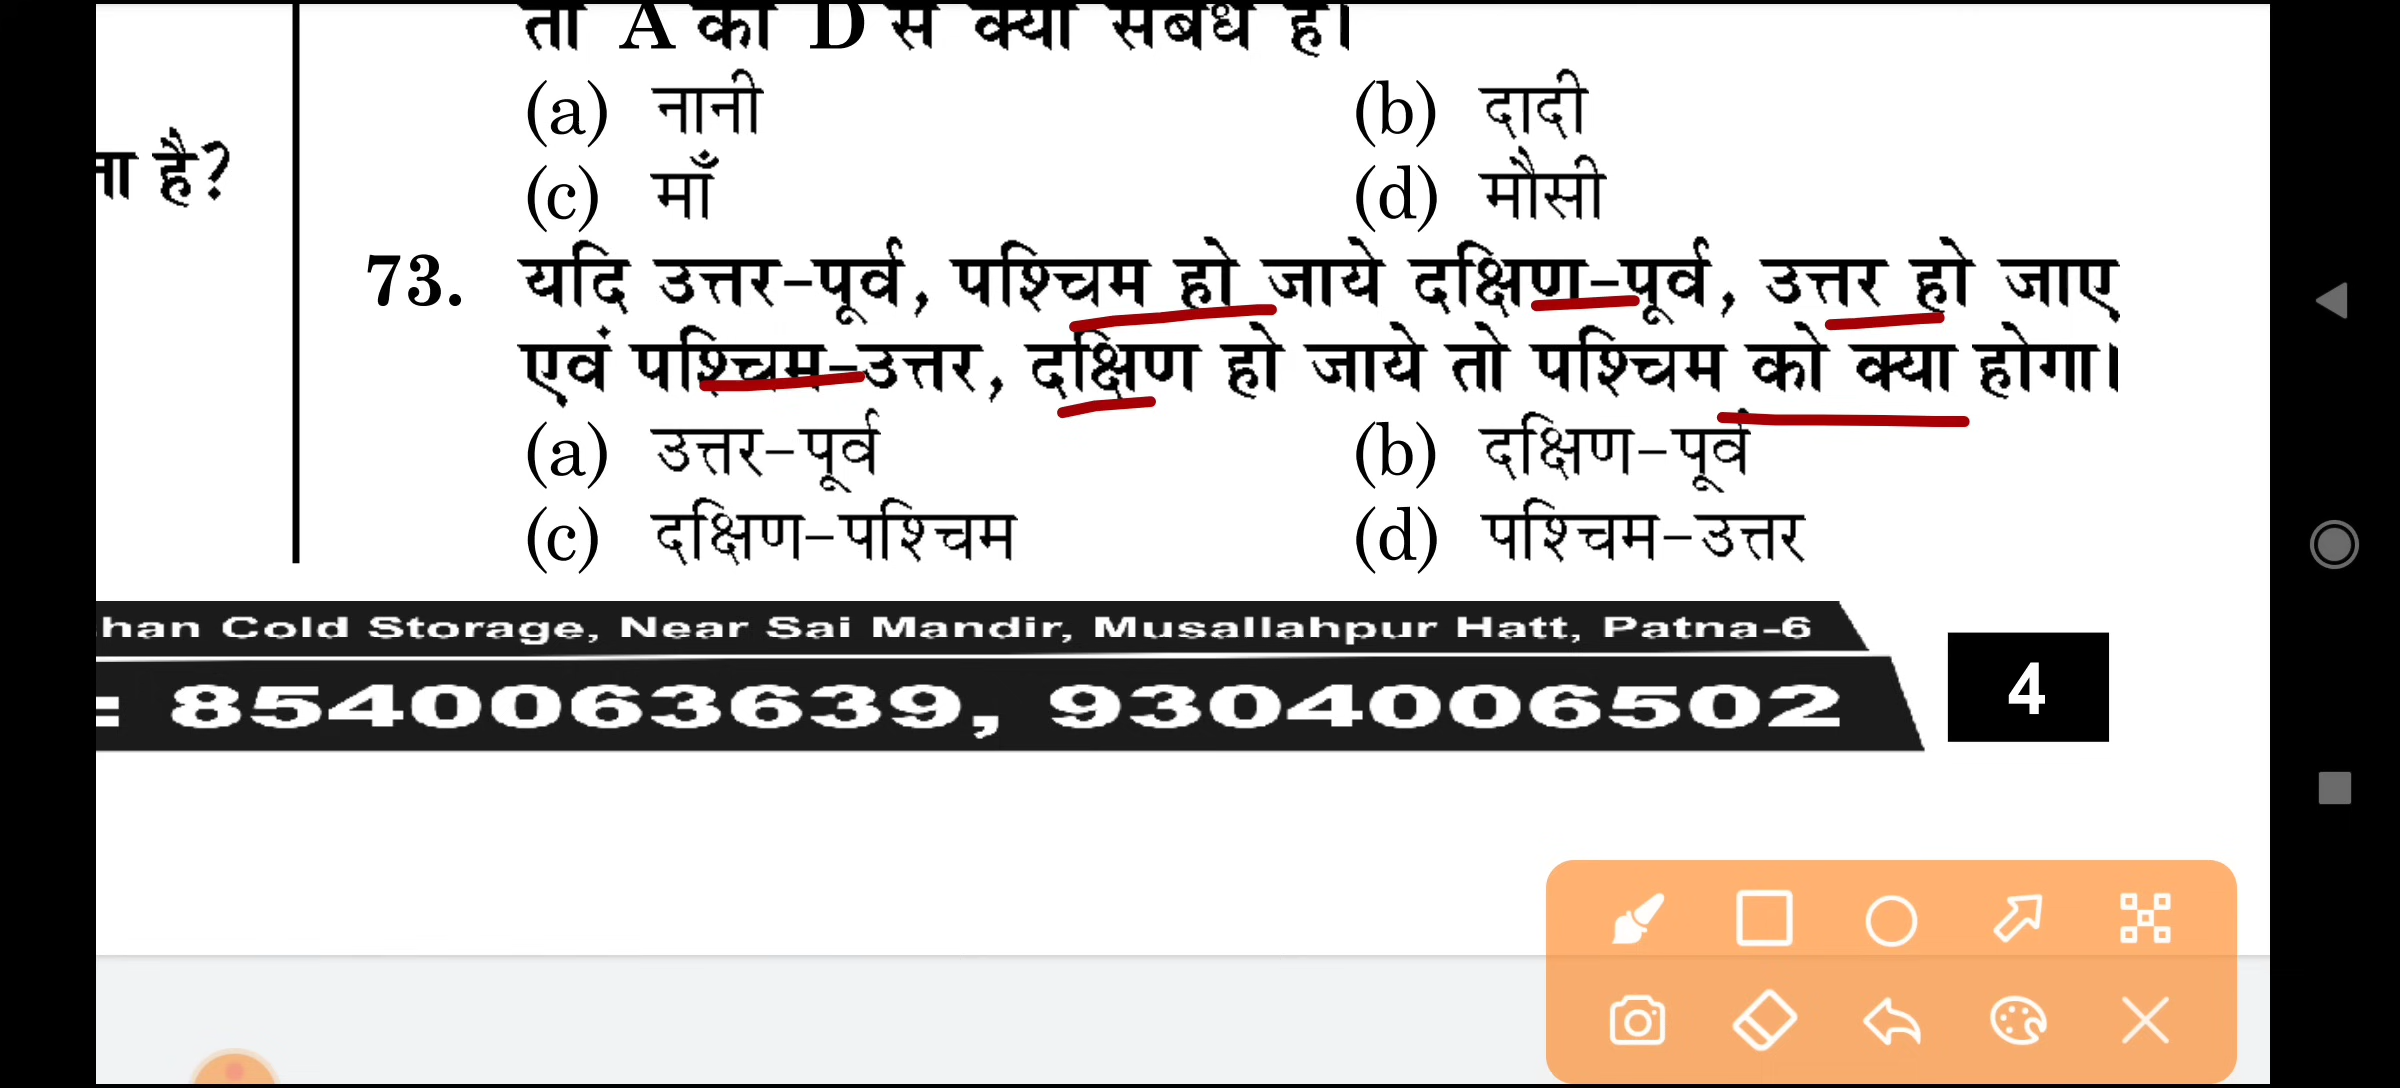 तो A का D से क्या संबंध है।
(a) नानी (b) दादी
ना है?
(c) माँ (d) मौसी
73. यदि उत्तर-पूर्व, पश्चिम हो जाये दक्षिण-पूर्व, उत्तर हो जाए
एवं पश्चिम-उत्तर, दक्षिण हो जाये तो पश्चिम को क्या होगा।
(a) उत्तर-पूर्व (b) दक्षिण-पूर्व
(c) दक्षिण-पश्चिम (d) पश्चिम-उत्तर
han Cold Storage, Near Sai Mandir, Musallahpur Hatt, Patna-6
: 8540063639, 9304006502
4